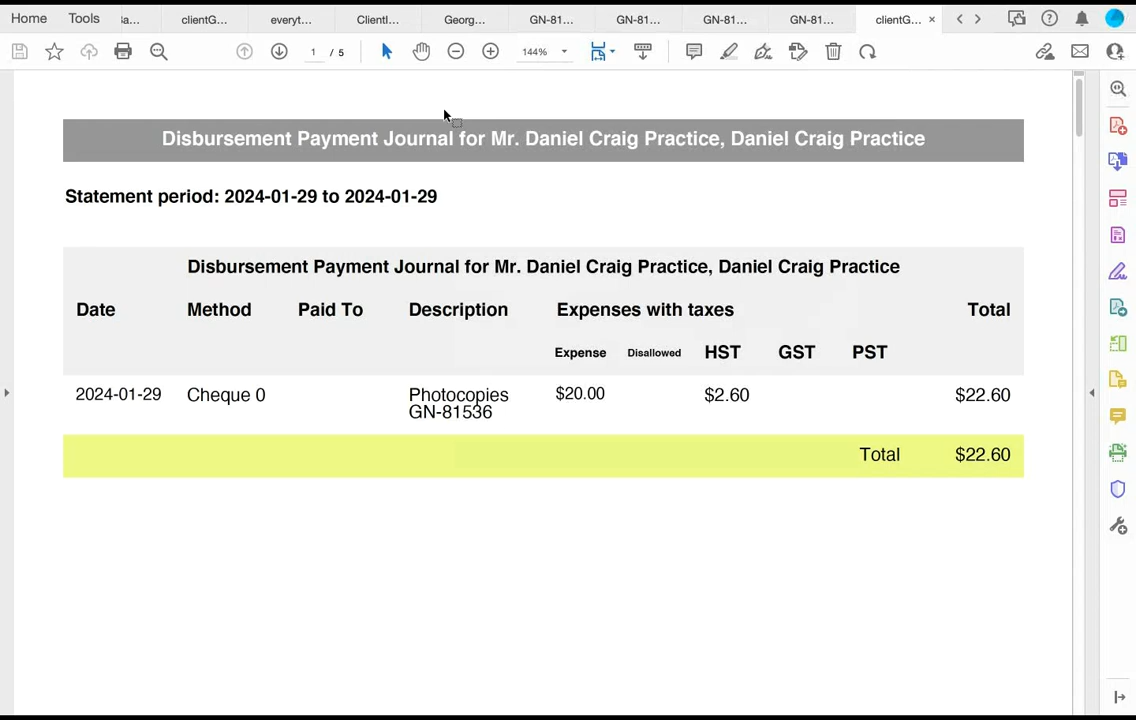 Home Tools ia... clientG... everyt... ClientI... Georg... GN-81... GN-81... GN-81... GN-81... clientG... ×
1 / 5 144%
Disbursement Payment Journal for Mr. Daniel Craig Practice, Daniel Craig Practice
Statement period: 2024-01-29 to 2024-01-29
Disbursement Payment Journal for Mr. Daniel Craig Practice, Daniel Craig Practice
Date Method Paid To Description Expenses with taxes Total
Expense Disallowed HST GST PST
2024-01-29 Cheque 0 Photocopies $20.00 $2.60 $22.60
GN-81536
Total $22.60